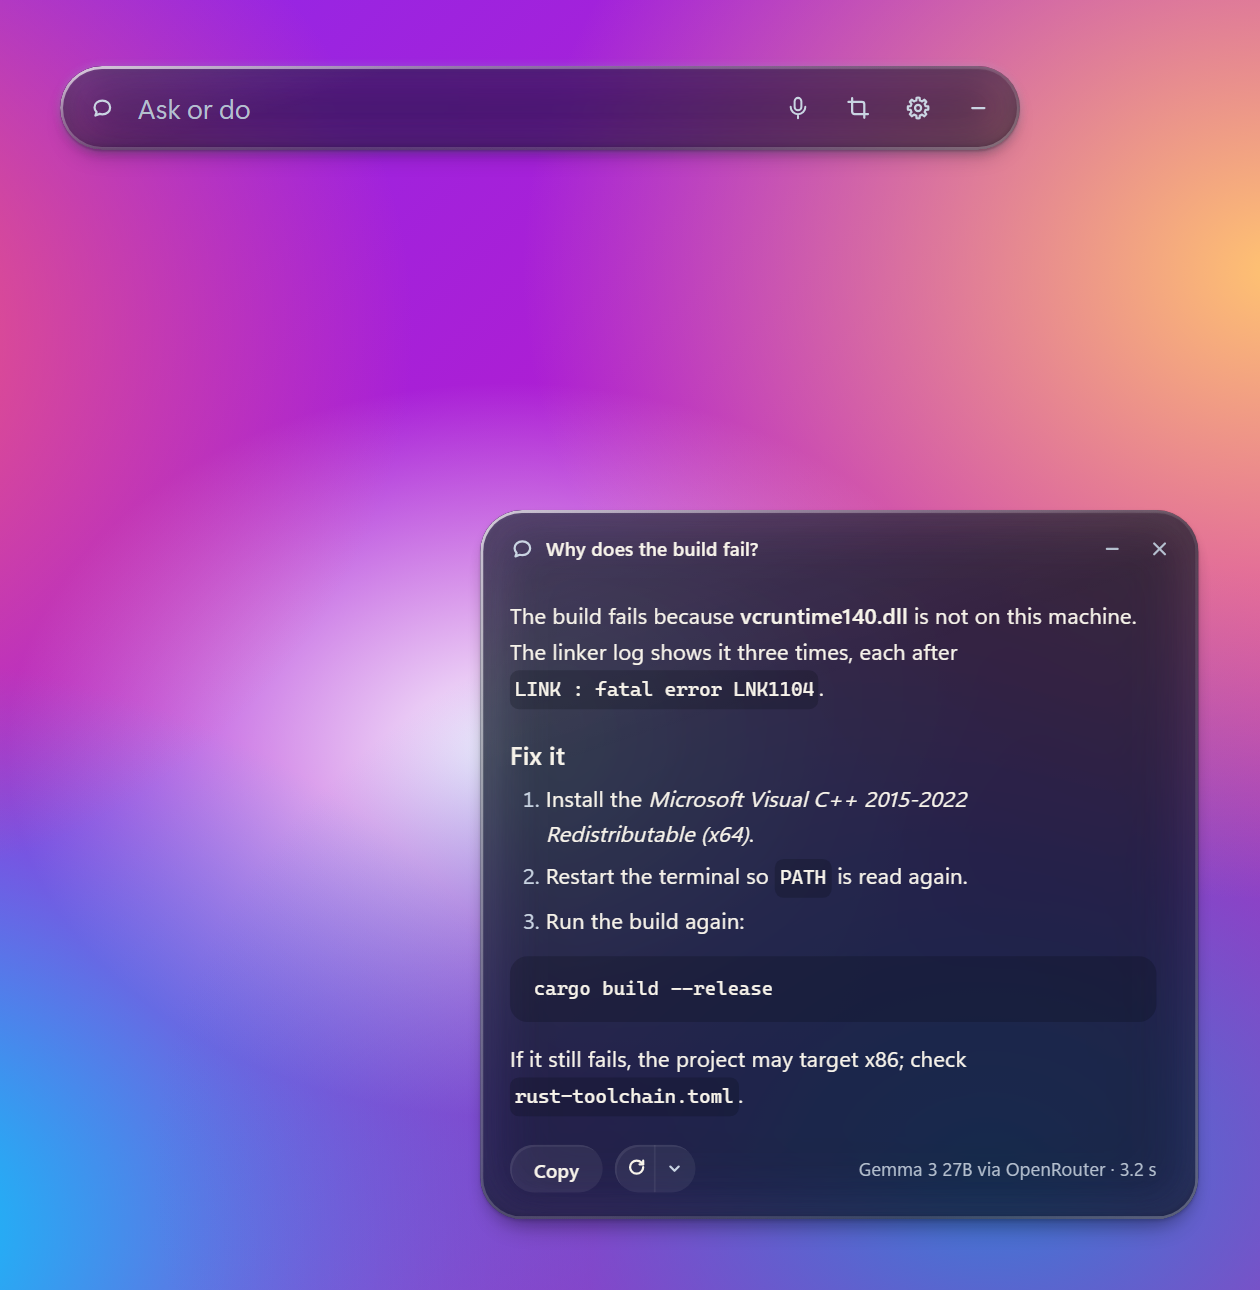 Ask or do
Why does the build fail?
The build fails because vcruntime140.dll is not on this machine.
The linker log shows it three times, each after
LINK : fatal error LNK1104.
Fix it
1. Install the Microsoft Visual C++ 2015-2022
Redistributable (x64).
2. Restart the terminal so PATH is read again.
3. Run the build again:
cargo build --release
If it still fails, the project may target x86; check
rust-toolchain.toml.
Copy
Gemma 3 27B via OpenRouter · 3.2 s